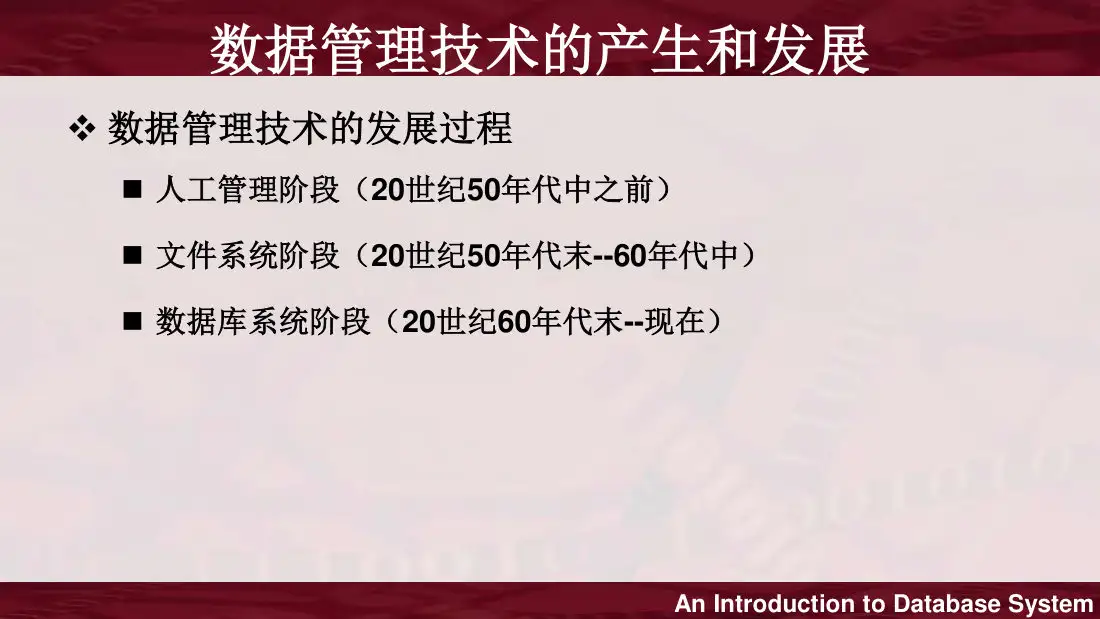 数据管理技术的产生和发展
❖ 数据管理技术的发展过程
■ 人工管理阶段（20世纪50年代中之前）
■ 文件系统阶段（20世纪50年代末--60年代中）
■ 数据库系统阶段（20世纪60年代末--现在）
An Introduction to Database System